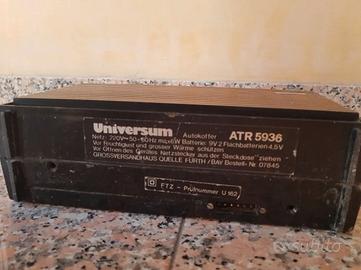 Universum Autokoffer ATR 5936
Netz: 220V~50-60Hz max 6W Batterie: 9V 2 Flachbatterien 4,5V
Vor Feuchtigkeit und grosser Wärme schützen
Vor Öffnen des Gerätes Netzstecker aus der Steckdose ziehen
GROSSVERSANDHAUS QUELLE FÜRTH/BAY Bestell-Nr 07845
FTZ - Prüfnummer U 162
subito